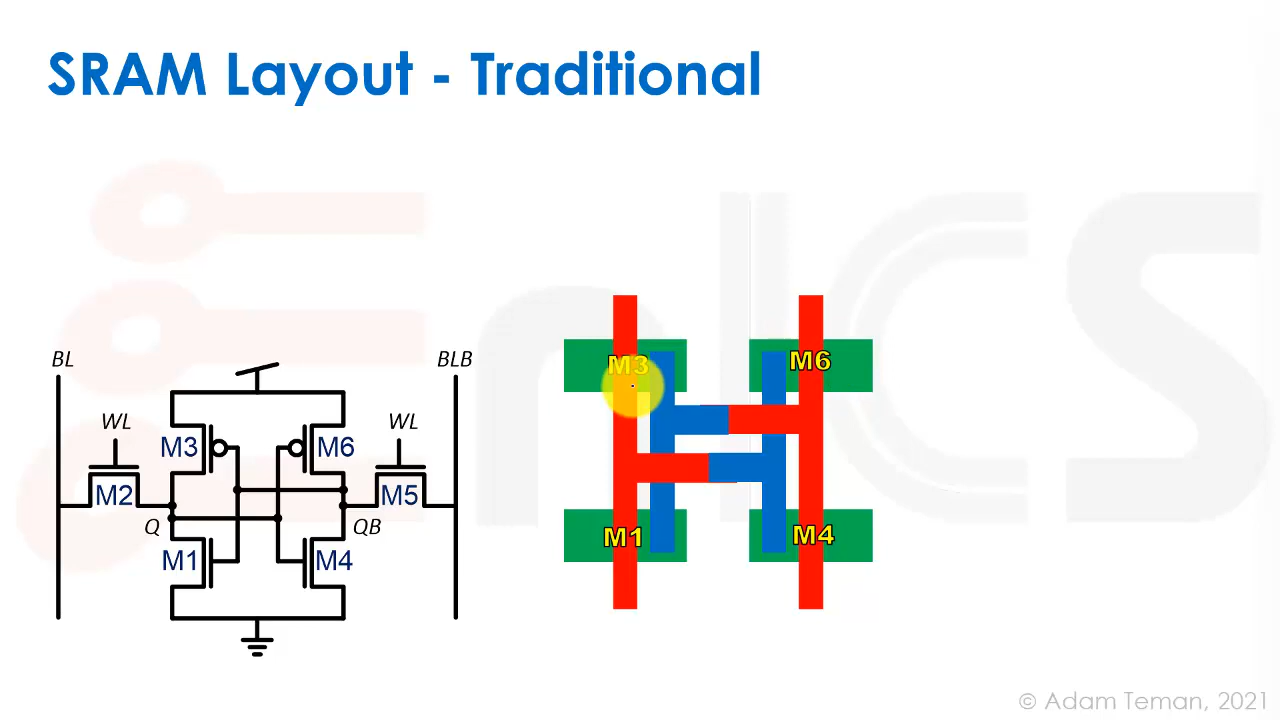 SRAM Layout - Traditional
BL
BLB
WL
WL
M3
M6
M2
M5
Q
QB
M1
M4
M3
M6
M1
M4
EnICS
© Adam Teman, 2021